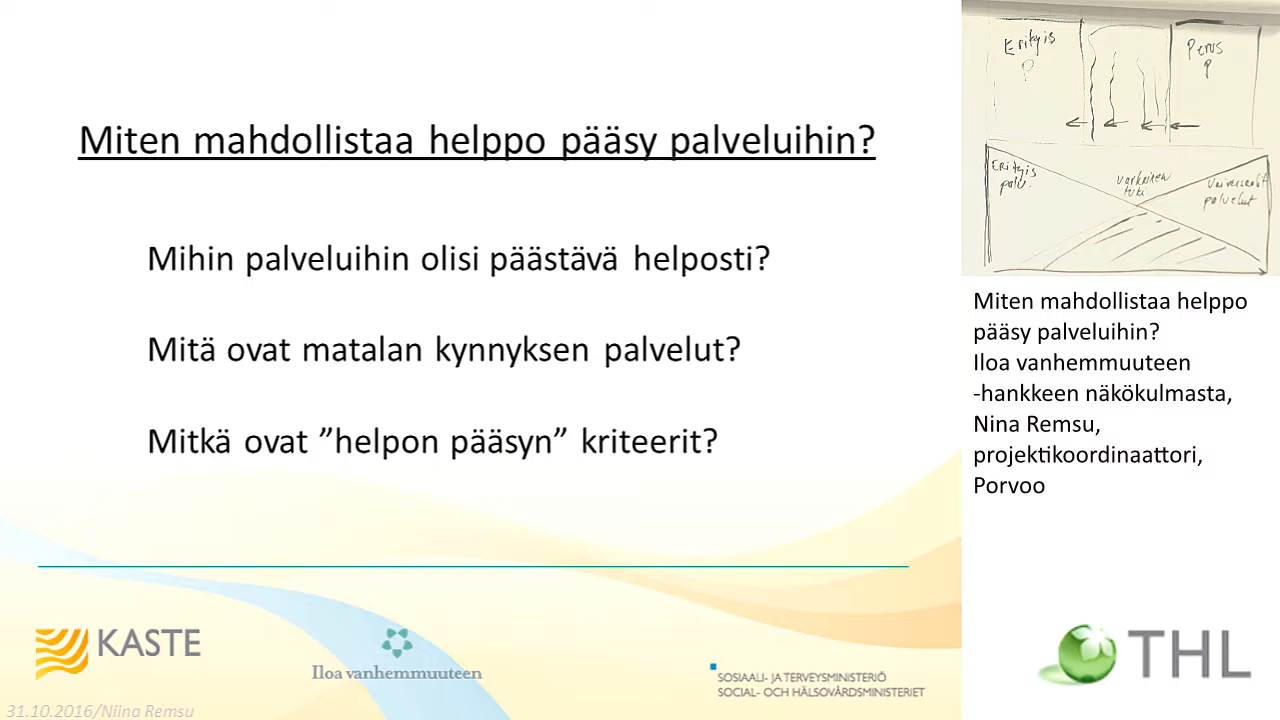 Miten mahdollistaa helppo pääsy palveluihin?
Mihin palveluihin olisi päästävä helposti?
Mitä ovat matalan kynnyksen palvelut?
Mitkä ovat ”helpon pääsyn” kriteerit?
KASTE
Iloa vanhemmuuteen
SOSIAALI- JA TERVEYSMINISTERIÖ
SOCIAL- OCH HÄLSOVÅRDSMINISTERIET
31.10.2016/Niina Remsu
Erityis
P
Perus
P
Erityis
palv.
varhainen
tuki
Universaalit
palvelut
Miten mahdollistaa helppo
pääsy palveluihin?
Iloa vanhemmuuteen
-hankkeen näkökulmasta,
Nina Remsu,
projektikoordinaattori,
Porvoo
THL